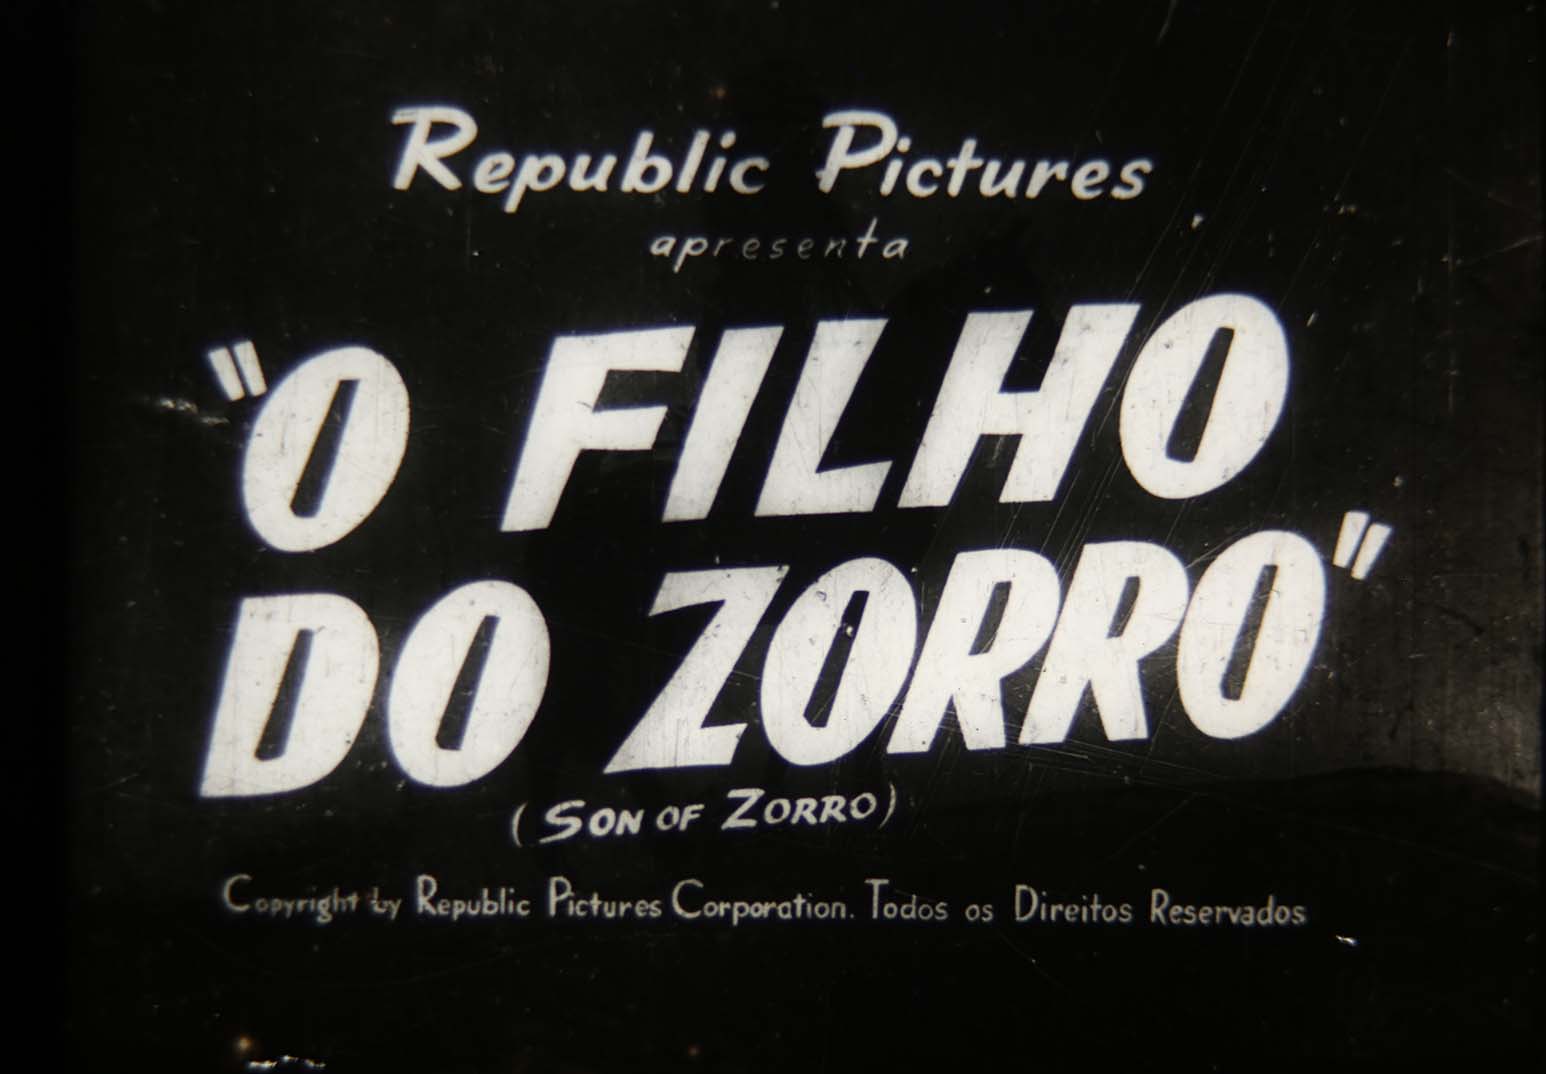 Republic Pictures
apresenta
"O FILHO
DO ZORRO"
(SON OF ZORRO)
Copyright by Republic Pictures Corporation. Todos os Direitos Reservados